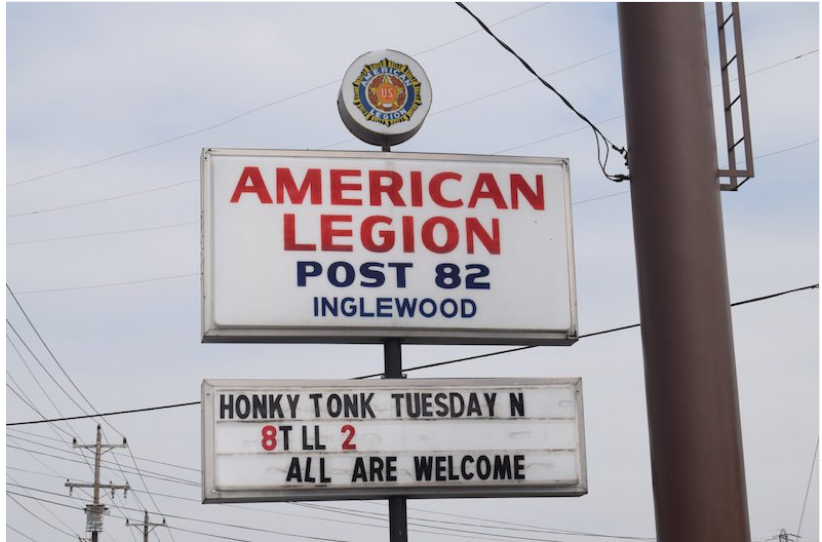 AMERICAN
US
LEGION
AMERICAN
LEGION
POST 82
INGLEWOOD
HONKY TONK TUESDAY N
8T LL 2
ALL ARE WELCOME